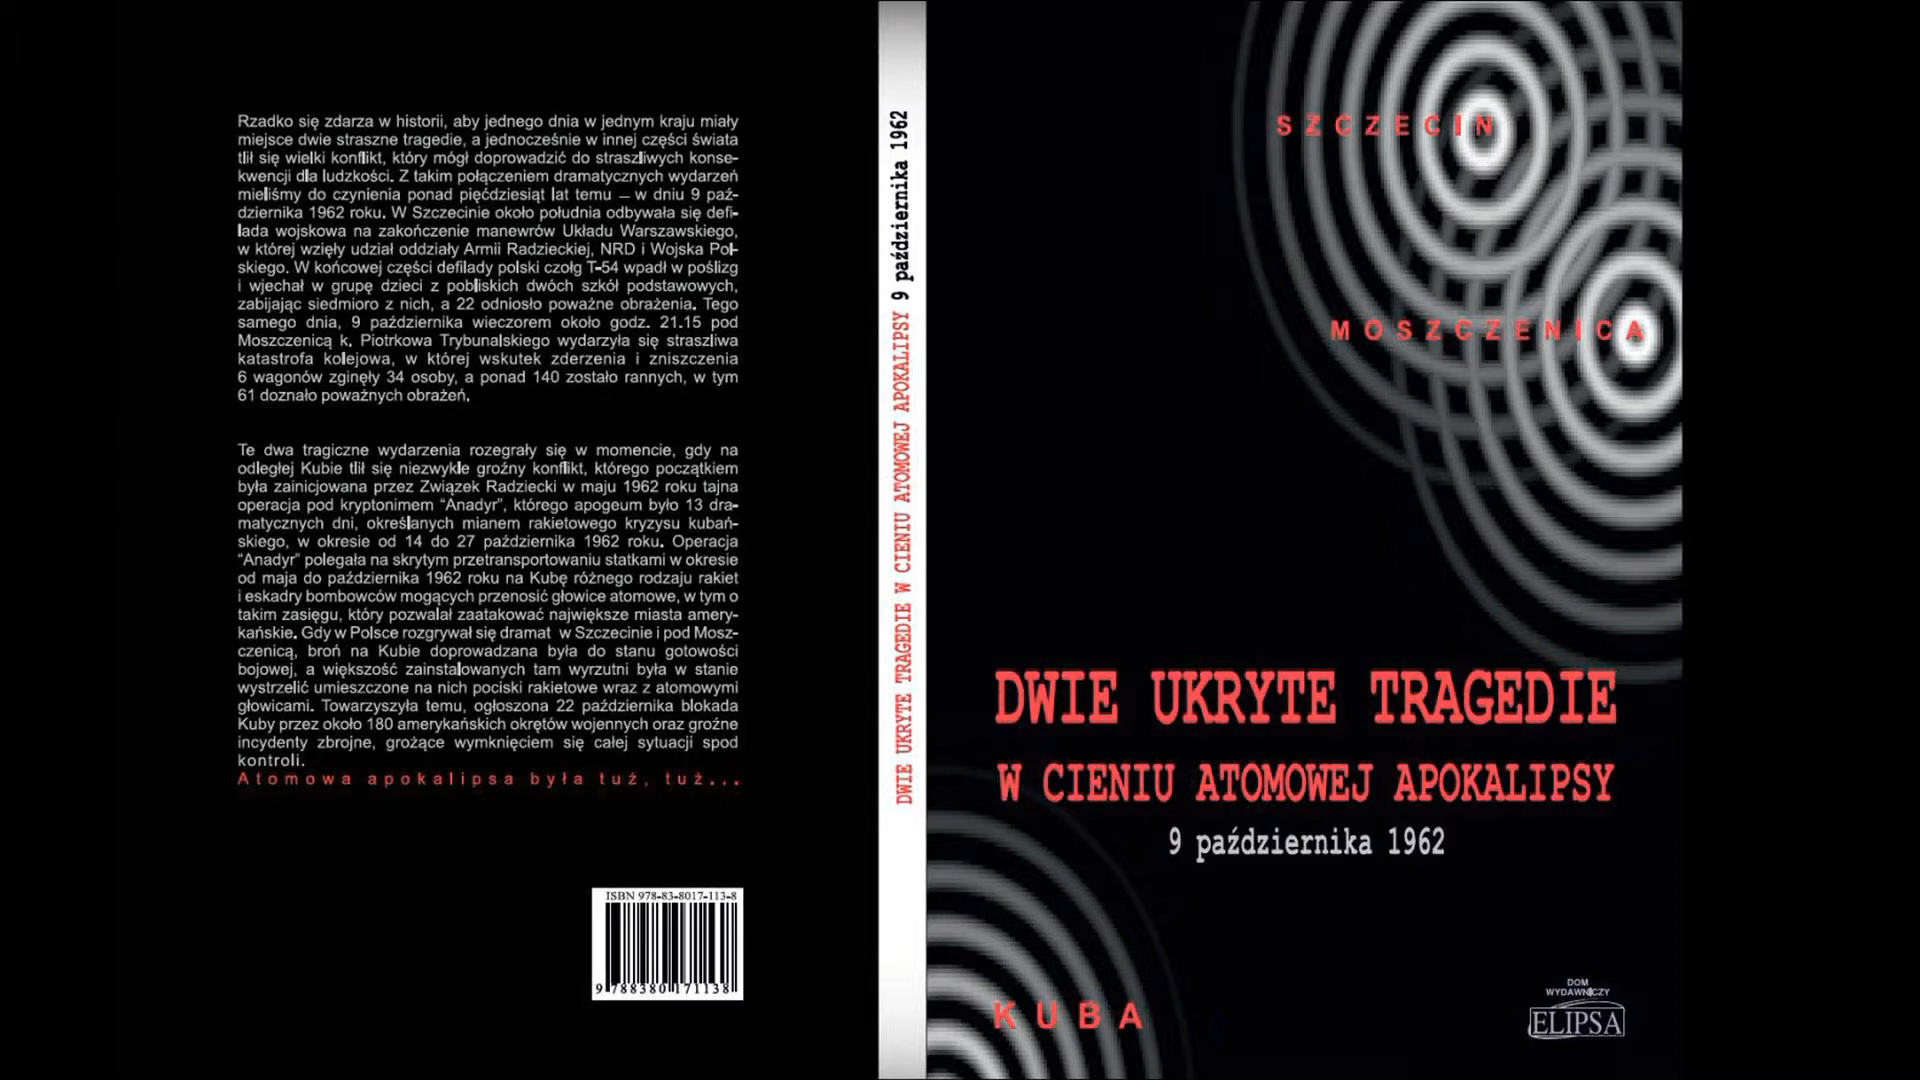 Rzadko się zdarza w historii, aby jednego dnia w jednym kraju miały
miejsce dwie straszne tragedie, a jednocześnie w innej części świata
tlił się wielki konflikt, który mógł doprowadzić do straszliwych konse-
kwencji dla ludzkości. Z takim połączeniem dramatycznych wydarzeń
mieliśmy do czynienia ponad pięćdziesiąt lat temu – w dniu 9 paź-
dziernika 1962 roku. W Szczecinie około południa odbywała się defi-
lada wojskowa na zakończenie manewrów Układu Warszawskiego,
w której wzięły udział oddziały Armii Radzieckiej, NRD i Wojska Pol-
skiego. W końcowej części defilady polski czołg T-54 wpadł w poślizg
i wjechał w grupę dzieci z pobliskich dwóch szkół podstawowych,
zabijając siedmioro z nich, a 22 odniosło poważne obrażenia. Tego
samego dnia, 9 października wieczorem około godz. 21.15 pod
Moszczenicą k. Piotrkowa Trybunalskiego wydarzyła się straszliwa
katastrofa kolejowa, w której wskutek zderzenia i zniszczenia
6 wagonów zginęły 34 osoby, a ponad 140 zostało rannych, w tym
61 doznało poważnych obrażeń.
Te dwa tragiczne wydarzenia rozegrały się w momencie, gdy na
odległej Kubie tlił się niezwykle groźny konflikt, którego początkiem
była zainicjowana przez Związek Radziecki w maju 1962 roku tajna
operacja pod kryptonimem “Anadyr”, którego apogeum było 13 dra-
matycznych dni, określanych mianem rakietowego kryzysu kubań-
skiego, w okresie od 14 do 27 października 1962 roku. Operacja
“Anadyr” polegała na skrytym przetransportowaniu statkami w okresie
od maja do października 1962 roku na Kubę różnego rodzaju rakiet
i eskadry bombowców mogących przenosić głowice atomowe, w tym o
takim zasięgu, który pozwalał zaatakować największe miasta amery-
kańskie. Gdy w Polsce rozgrywał się dramat w Szczecinie i pod Mosz-
czenicą, broń na Kubie doprowadzana była do stanu gotowości
bojowej, a większość zainstalowanych tam wyrzutni była w stanie
wystrzelić umieszczone na nich pociski rakietowe wraz z atomowymi
głowicami. Towarzyszyła temu, ogłoszona 22 października blokada
Kuby przez około 180 amerykańskich okrętów wojennych oraz groźne
incydenty zbrojne, grożące wymknięciem się całej sytuacji spod
kontroli.
Atomowa apokalipsa była tuż, tuż...
ISBN 978-83-8017-113-8
9 788380 171138
DWIE UKRYTE TRAGEDIE W CIENIU ATOMOWEJ APOKALIPSY 9 października 1962
SZCZECIN
MOSZCZENICA
DWIE UKRYTE TRAGEDIE
W CIENIU ATOMOWEJ APOKALIPSY
9 października 1962
KUBA
DOM
WYDAWNICZY
ELIPSA